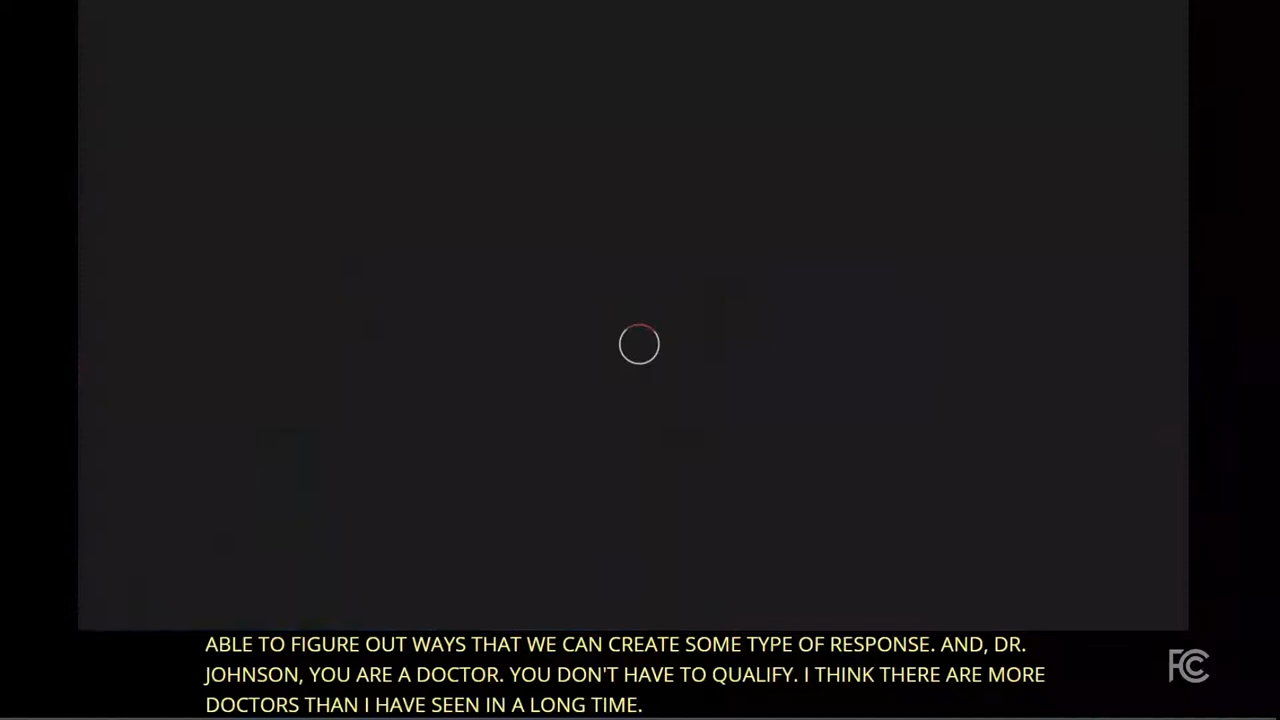 ABLE TO FIGURE OUT WAYS THAT WE CAN CREATE SOME TYPE OF RESPONSE. AND, DR.
JOHNSON, YOU ARE A DOCTOR. YOU DON'T HAVE TO QUALIFY. I THINK THERE ARE MORE
DOCTORS THAN I HAVE SEEN IN A LONG TIME.
FCC